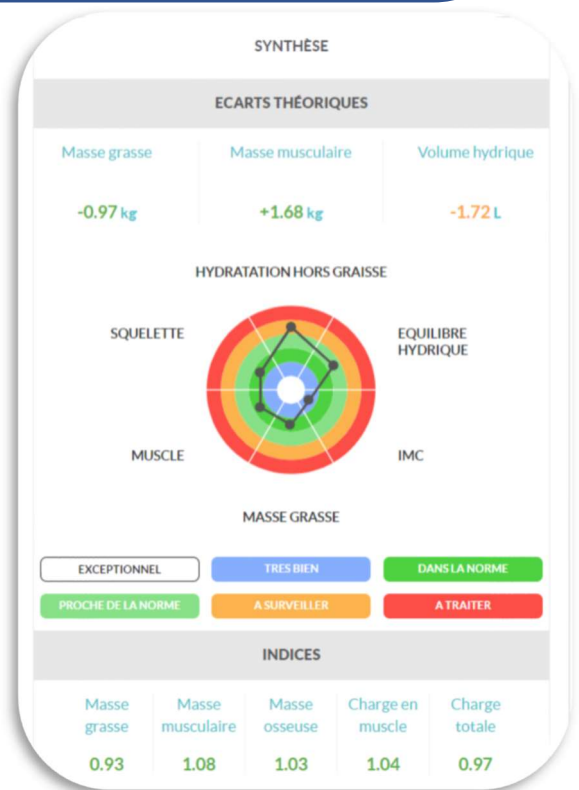 SYNTHÈSE
ECARTS THÉORIQUES
Masse grasse
Masse musculaire
Volume hydrique
-0.97 kg
+1.68 kg
-1.72 L
HYDRATATION HORS GRAISSE
SQUELETTE
EQUILIBRE
HYDRIQUE
MUSCLE
IMC
MASSE GRASSE
EXCEPTIONNEL
TRES BIEN
DANS LA NORME
PROCHE DE LA NORME
A SURVEILLER
A TRAITER
INDICES
Masse
grasse
Masse
musculaire
Masse
osseuse
Charge en
muscle
Charge
totale
0.93
1.08
1.03
1.04
0.97